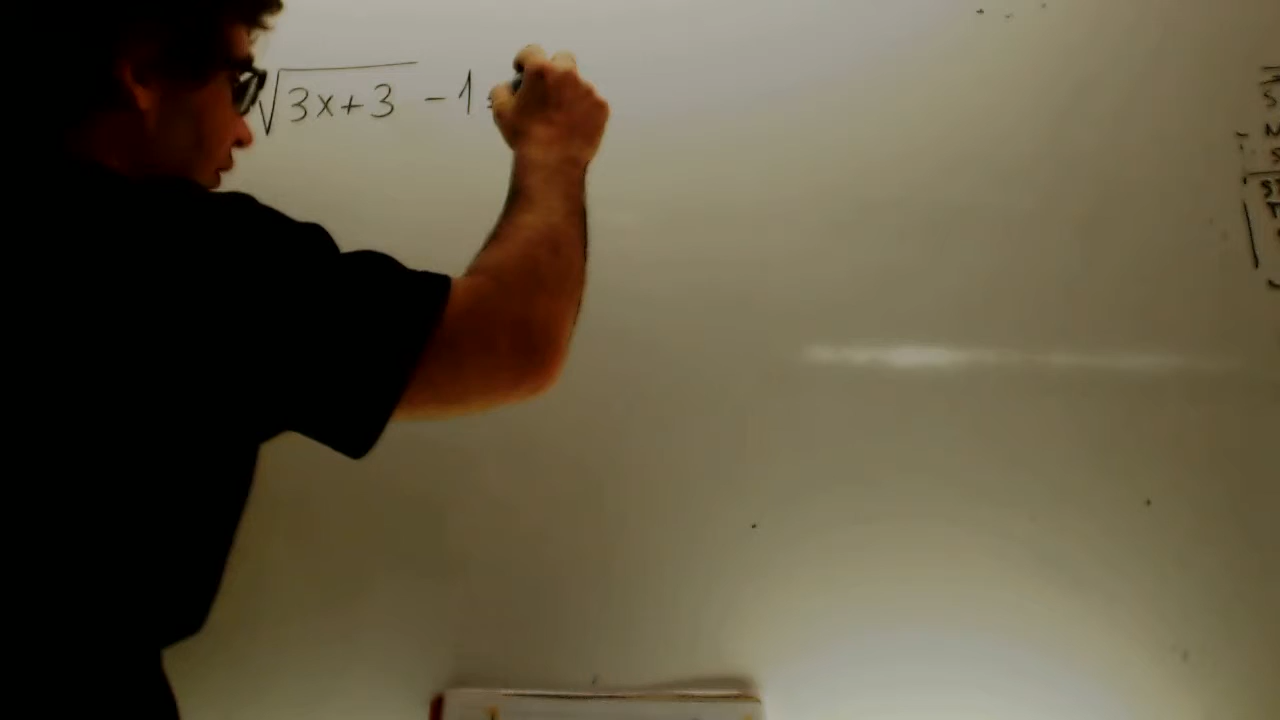 √3x+3 - 1 =